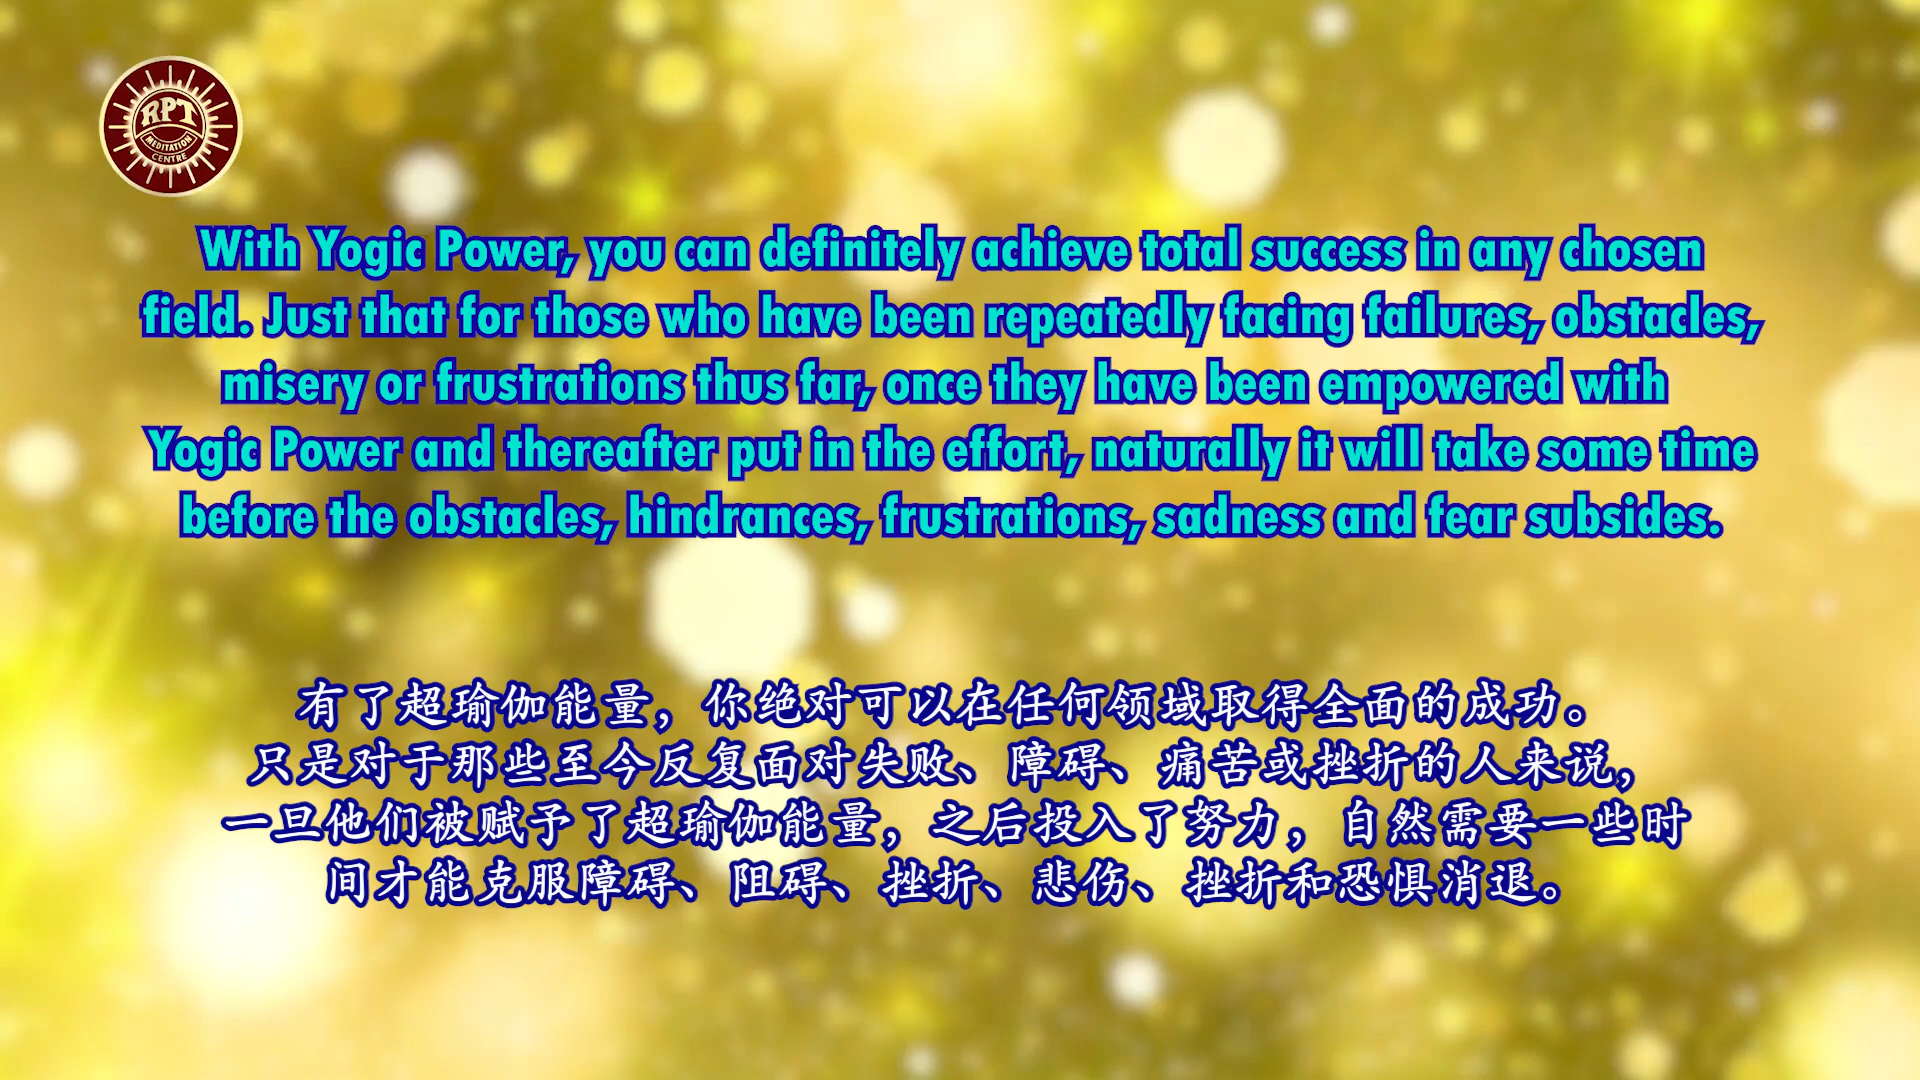 RPT
MEDITATION
CENTRE
With Yogic Power, you can definitely achieve total success in any chosen
field. Just that for those who have been repeatedly facing failures, obstacles,
misery or frustrations thus far, once they have been empowered with
Yogic Power and thereafter put in the effort, naturally it will take some time
before the obstacles, hindrances, frustrations, sadness and fear subsides.
有了超瑜伽能量，你绝对可以在任何领域取得全面的成功。
只是对于那些至今反复面对失败、障碍、痛苦或挫折的人来说，
一旦他们被赋予了超瑜伽能量，之后投入了努力，自然需要一些时
间才能克服障碍、阻碍、挫折、悲伤、挫折和恐惧消退。